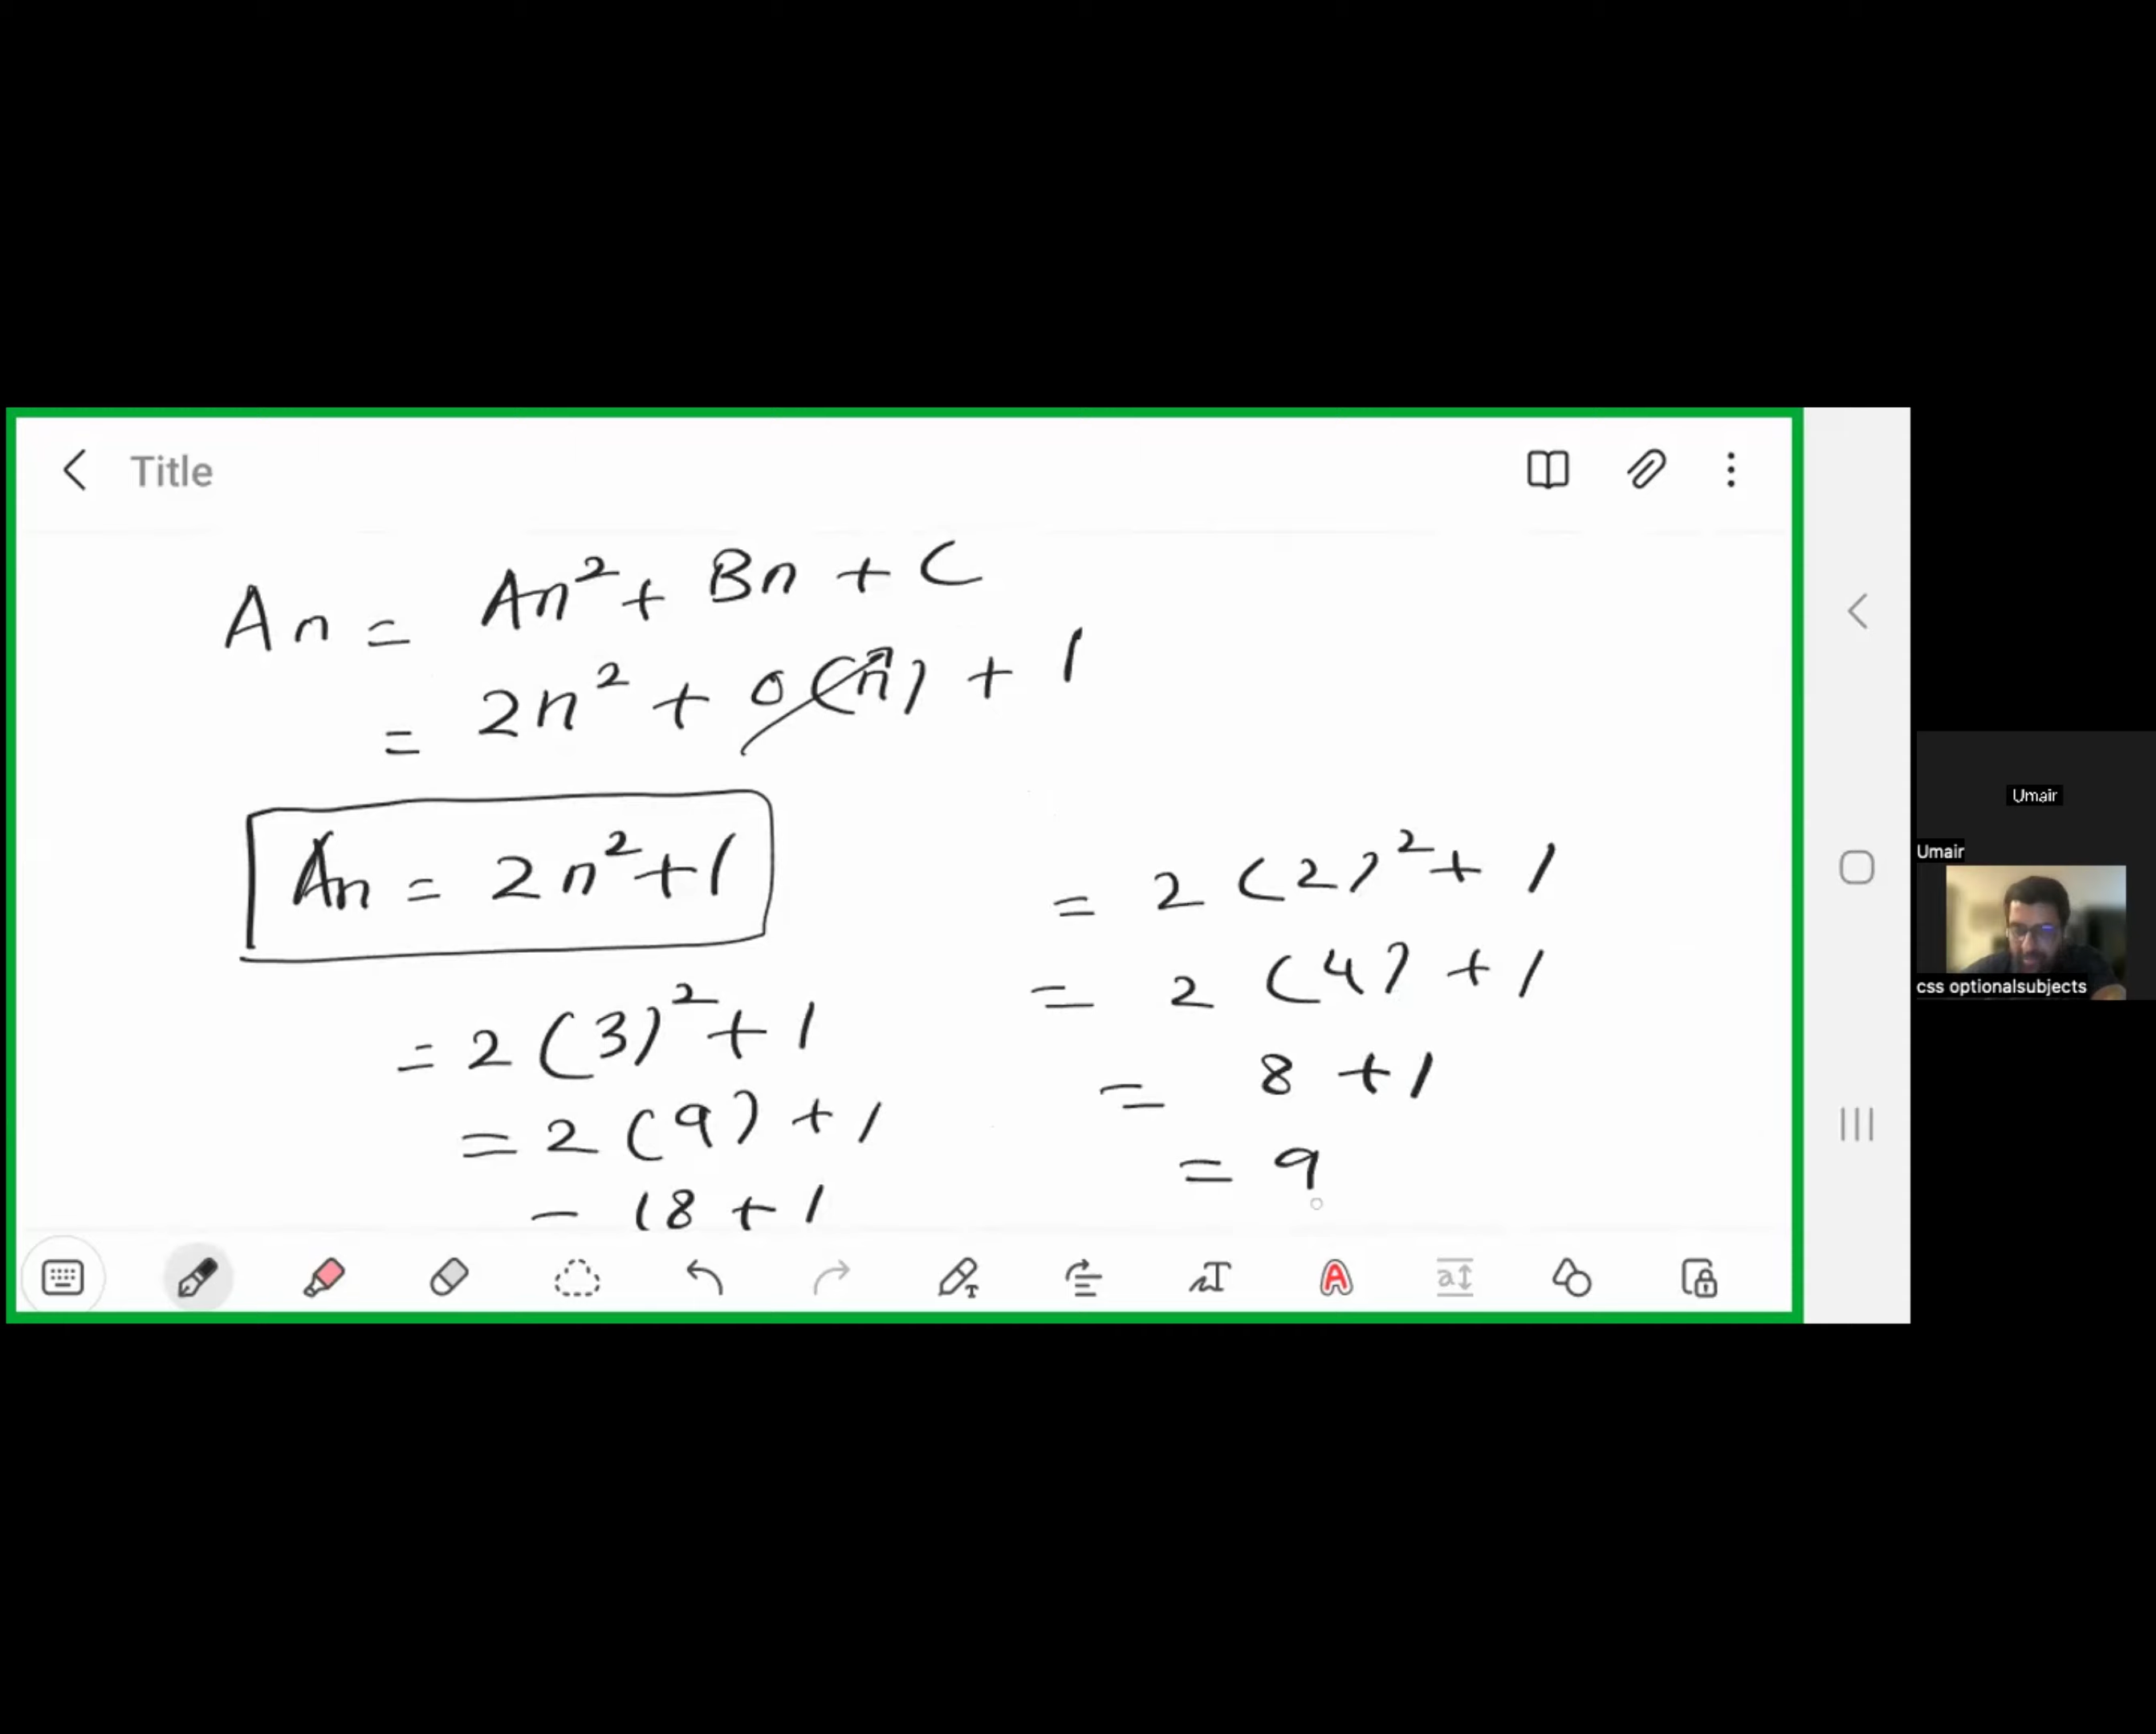 Title
An = An² + Bn + C
= 2n² + 0(n) + 1
An = 2n² + 1
= 2(3)² + 1
= 2(9) + 1
− 18 + 1
= 2(2)² + 1
= 2(4) + 1
= 8 + 1
= 9
T
T
A
a
Umair
Umair
css optionalsubjects